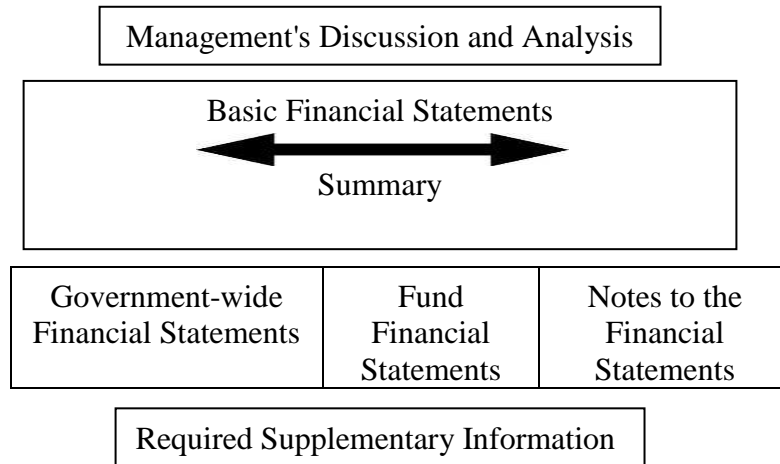 Management's Discussion and Analysis
Basic Financial Statements
Summary
Government-wide
Financial Statements
Fund
Financial
Statements
Notes to the
Financial
Statements
Required Supplementary Information